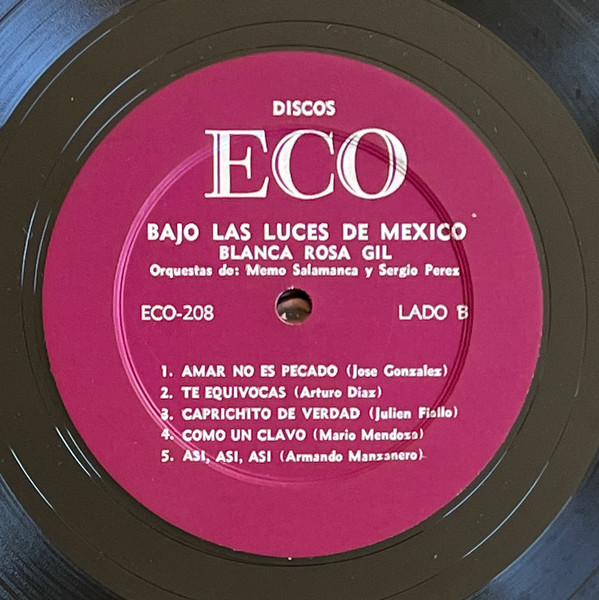 DISCOS
ECO
BAJO LAS LUCES DE MEXICO
BLANCA ROSA GIL
Orquestas de: Memo Salamanca y Sergio Perez
ECO-208 LADO B
1. AMAR NO ES PECADO (Jose Gonzalez)
2. TE EQUIVOCAS (Arturo Diaz)
3. CAPRICHITO DE VERDAD (Julien Fiallo)
4. COMO UN CLAVO (Mario Mendoza)
5. ASI, ASI, ASI (Armando Manzanero)